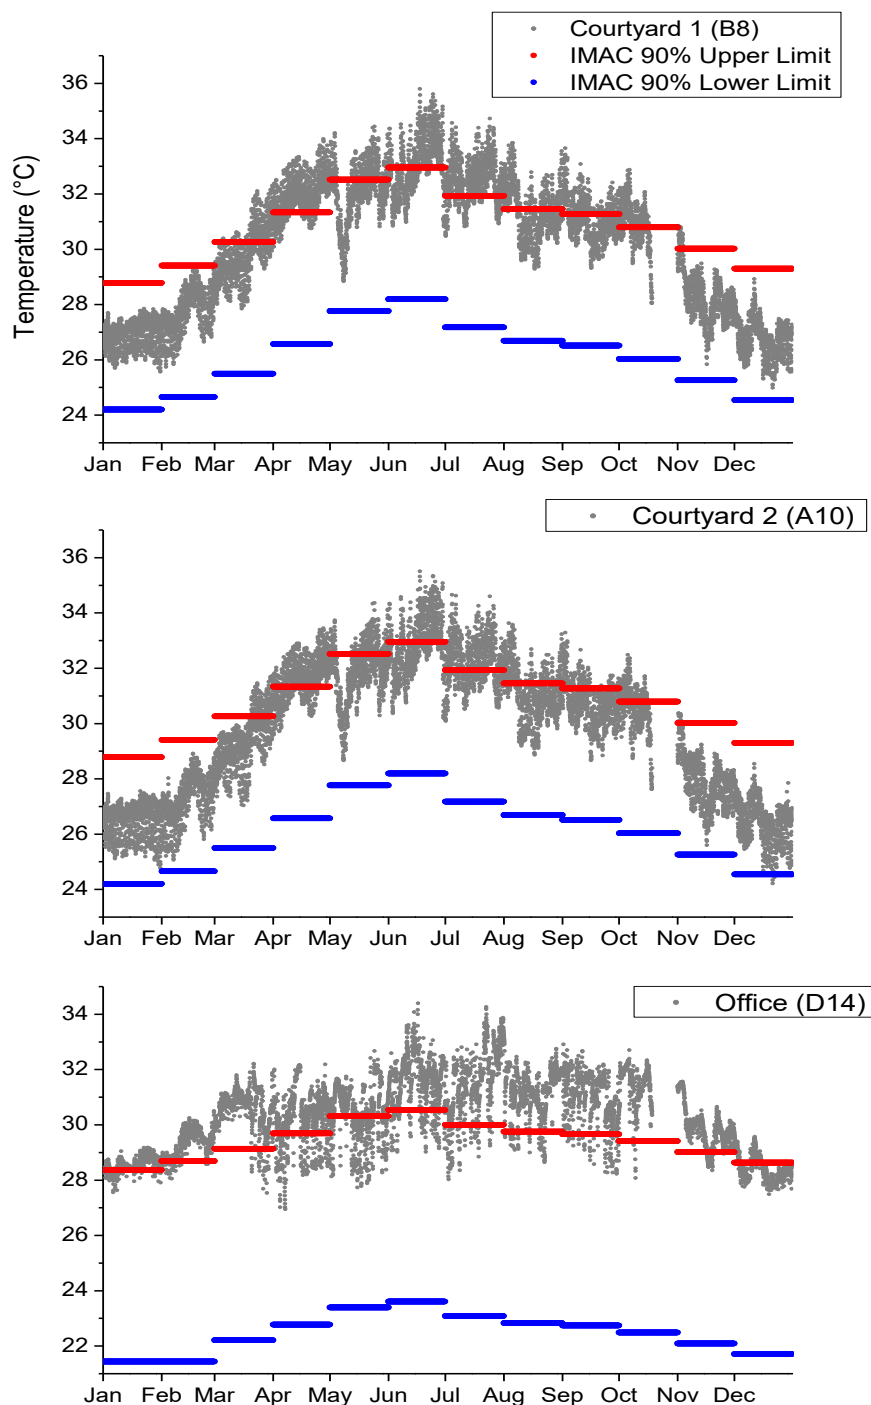 Courtyard 1 (B8)
IMAC 90% Upper Limit
IMAC 90% Lower Limit
Temperature (°C)
36
34
32
30
28
26
24
Jan Feb Mar Apr May Jun Jul Aug Sep Oct Nov Dec
Courtyard 2 (A10)
36
34
32
30
28
26
24
Jan Feb Mar Apr May Jun Jul Aug Sep Oct Nov Dec
Office (D14)
34
32
30
28
26
24
22
Jan Feb Mar Apr May Jun Jul Aug Sep Oct Nov Dec